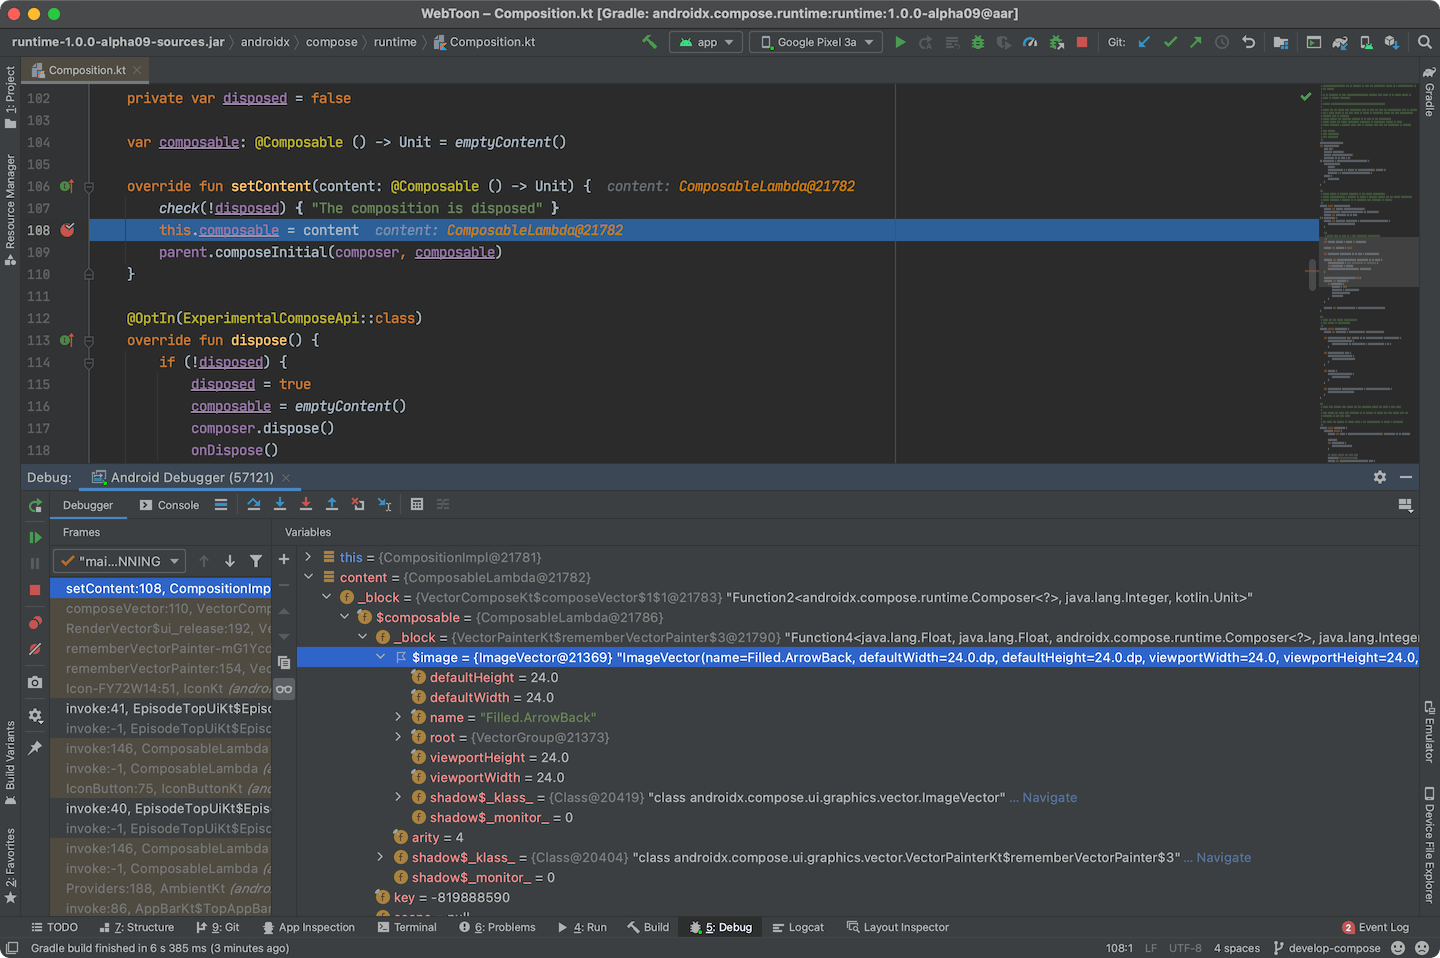 WebToon – Composition.kt [Gradle: androidx.compose.runtime:runtime:1.0.0-alpha09@aar]
runtime-1.0.0-alpha09-sources.jar androidx compose runtime Composition.kt app Google Pixel 3a Git:
1: Project
Resource Manager
Build Variants
2: Favorites
Composition.kt
102 private var disposed = false
103
104 var composable: @Composable () -> Unit = emptyContent()
105
106 override fun setContent(content: @Composable () -> Unit) { content: ComposableLambda@21782
107 check(!disposed) { "The composition is disposed" }
108 this.composable = content content: ComposableLambda@21782
109 parent.composeInitial(composer, composable)
110 }
111
112 @OptIn(ExperimentalComposeApi::class)
113 override fun dispose() {
114 if (!disposed) {
115 disposed = true
116 composable = emptyContent()
117 composer.dispose()
118 onDispose()
Gradle
Emulator
Device File Explorer
Debug: Android Debugger (57121)
Debugger Console
Frames
"mai...NNING
setContent:108, CompositionImp
composeVector:110, VectorComp
RenderVector$ui_release:192, Ve
rememberVectorPainter-mG1Ycd
rememberVectorPainter:154, Vec
Icon-FY72W14:51, IconKt (andro
invoke:41, EpisodeTopUiKt$Episo
invoke:-1, EpisodeTopUiKt$Episo
invoke:146, ComposableLambda
invoke:-1, ComposableLambda (a
IconButton:75, IconButtonKt (and
invoke:40, EpisodeTopUiKt$Epis
invoke:-1, EpisodeTopUiKt$Episo
invoke:146, ComposableLambda
invoke:-1, ComposableLambda (a
Providers:188, AmbientKt (andro
invoke:86, AppBarKt$TopAppBar
Variables
this = {CompositionImpl@21781}
content = {ComposableLambda@21782}
_block = {VectorComposeKt$composeVector$1$1@21783} "Function2<androidx.compose.runtime.Composer<?>, java.lang.Integer, kotlin.Unit>"
$composable = {ComposableLambda@21786}
_block = {VectorPainterKt$rememberVectorPainter$3@21790} "Function4<java.lang.Float, java.lang.Float, androidx.compose.runtime.Composer<?>, java.lang.Integer
$image = {ImageVector@21369} "ImageVector(name=Filled.ArrowBack, defaultWidth=24.0.dp, defaultHeight=24.0.dp, viewportWidth=24.0, viewportHeight=24.0,
defaultHeight = 24.0
defaultWidth = 24.0
name = "Filled.ArrowBack"
root = {VectorGroup@21373}
viewportHeight = 24.0
viewportWidth = 24.0
shadow$_klass_ = {Class@20419} "class androidx.compose.ui.graphics.vector.ImageVector" ... Navigate
shadow$_monitor_ = 0
arity = 4
shadow$_klass_ = {Class@20404} "class androidx.compose.ui.graphics.vector.VectorPainterKt$rememberVectorPainter$3" ... Navigate
shadow$_monitor_ = 0
key = -819888590
TODO 7: Structure 9: Git App Inspection Terminal 6: Problems 4: Run Build 5: Debug Logcat Layout Inspector 2 Event Log
Gradle build finished in 6 s 385 ms (3 minutes ago) 108:1 LF UTF-8 4 spaces develop-compose